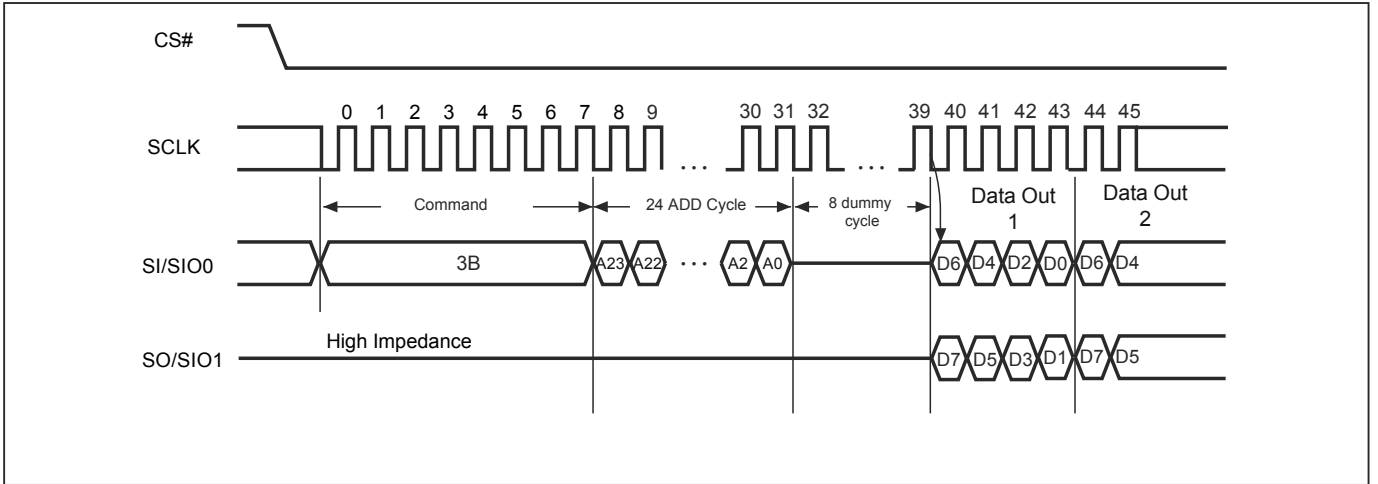 CS#
0 1 2 3 4 5 6 7 8 9 30 31 32 39 40 41 42 43 44 45
SCLK
... ...
Command 24 ADD Cycle 8 dummy cycle Data Out 1 Data Out 2
SI/SIO0 3B A23 A22 ... A2 A0 D6 D4 D2 D0 D6 D4
High Impedance
SO/SIO1 D7 D5 D3 D1 D7 D5